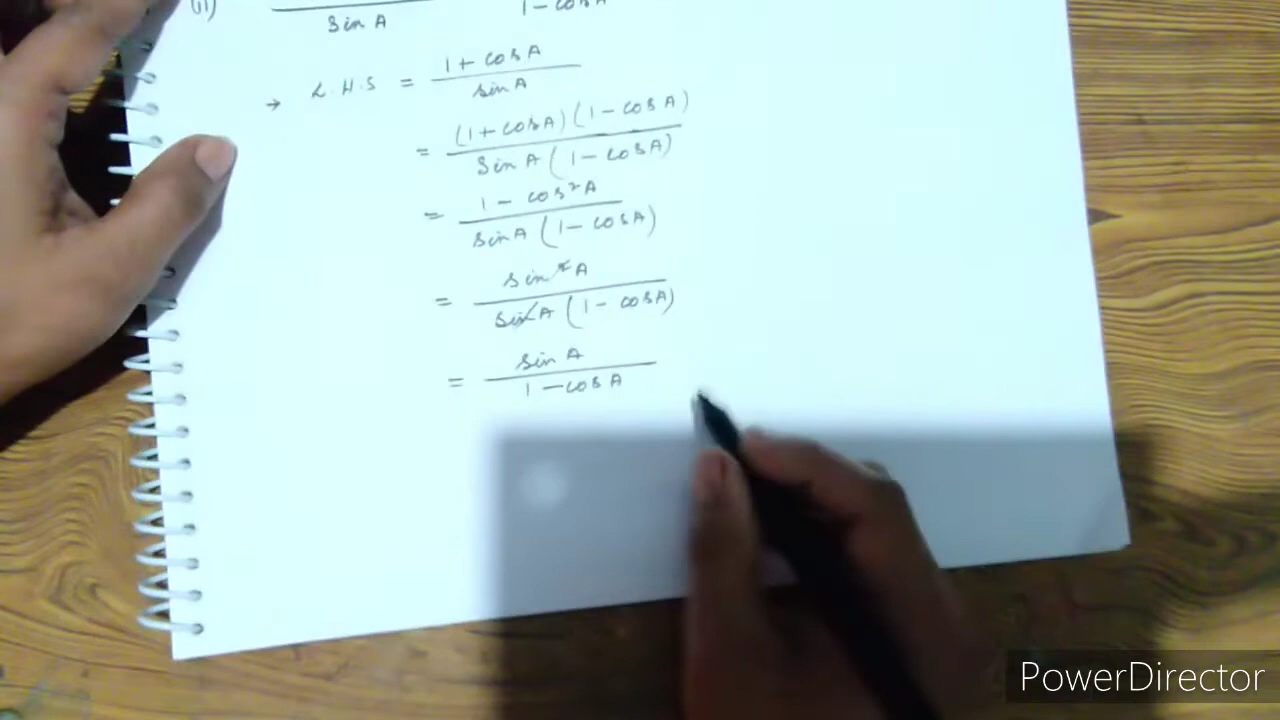 (ii)
sin A 1 - cos A
→ L.H.S = 1 + cos A / sin A
= (1 + cos A) (1 - cos A) / sin A (1 - cos A)
= 1 - cos²A / sin A (1 - cos A)
= sin²A / sin A (1 - cos A)
= sin A / 1 - cos A
PowerDirector